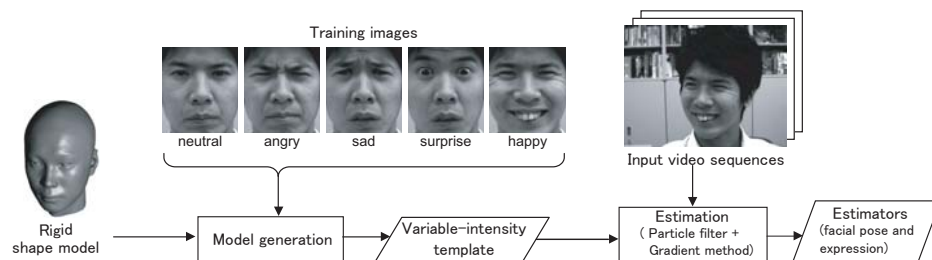 Training images
neutral angry sad surprise happy
Input video sequences
Rigid
shape model
Model generation
Variable-intensity
template
Estimation
( Particle filter +
Gradient method)
Estimators
(facial pose and
expression)